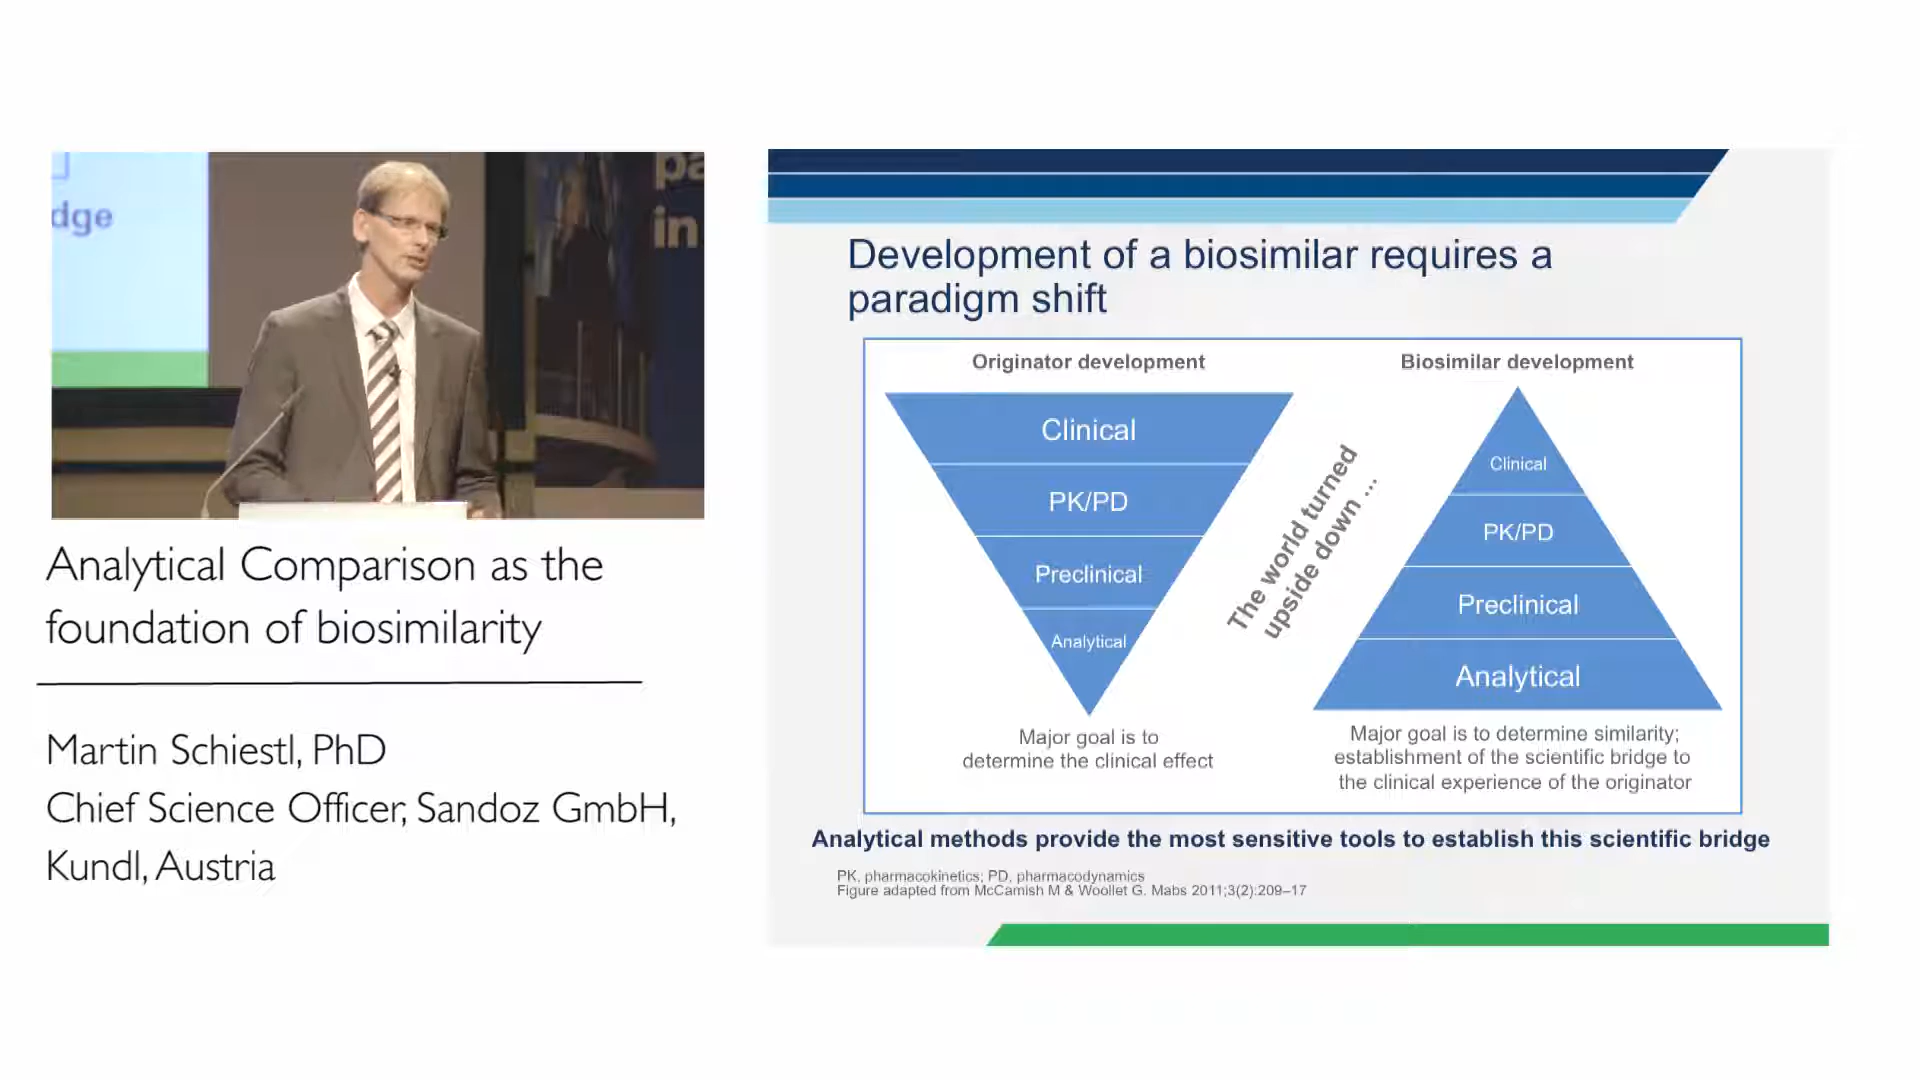 dge
pa
in
Analytical Comparison as the
foundation of biosimilarity
Martin Schiestl, PhD
Chief Science Officer, Sandoz GmbH,
Kundl, Austria
Development of a biosimilar requires a
paradigm shift
Originator development
Clinical
PK/PD
Preclinical
Analytical
Major goal is to
determine the clinical effect
The world turned
upside down ...
Biosimilar development
Clinical
PK/PD
Preclinical
Analytical
Major goal is to determine similarity;
establishment of the scientific bridge to
the clinical experience of the originator
Analytical methods provide the most sensitive tools to establish this scientific bridge
PK, pharmacokinetics; PD, pharmacodynamics
Figure adapted from McCamish M & Woollet G. Mabs 2011;3(2):209–17